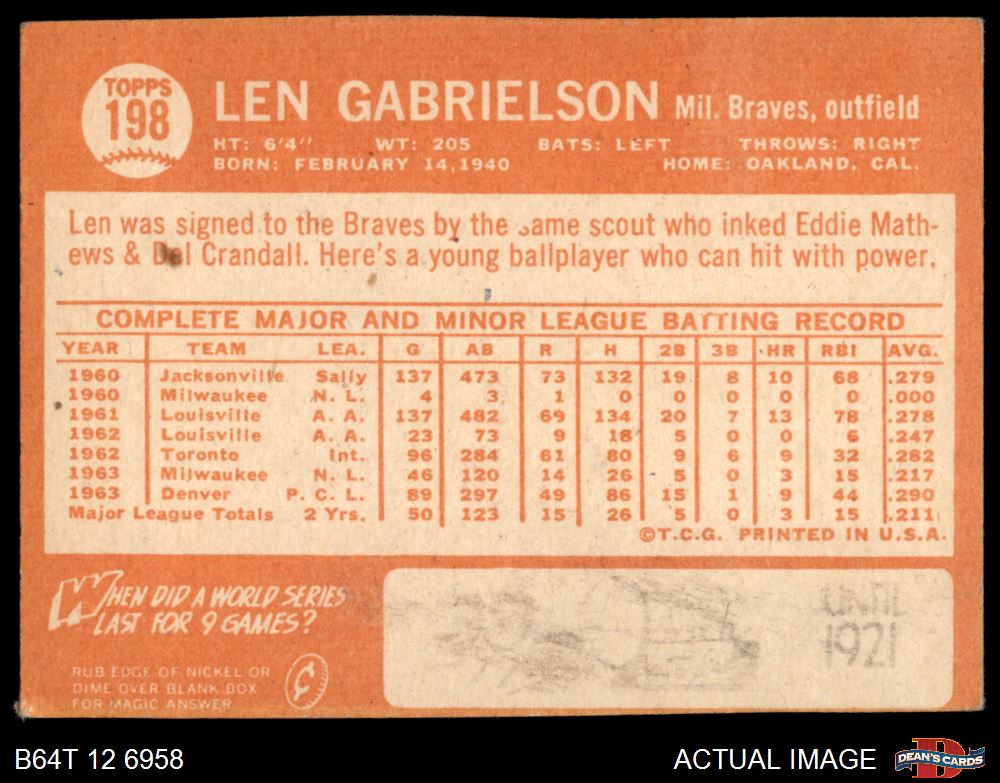 TOPPS
198
LEN GABRIELSON Mil. Braves, outfield
HT: 6'4" WT: 205 BATS: LEFT THROWS: RIGHT
BORN: FEBRUARY 14, 1940 HOME: OAKLAND, CAL.
Len was signed to the Braves by the same scout who inked Eddie Math-
ews & Del Crandall. Here's a young ballplayer who can hit with power.
COMPLETE MAJOR AND MINOR LEAGUE BATTING RECORD
YEAR TEAM LEA. G AB R H 2B 3B HR RBI AVG.
1960 Jacksonville Sally 137 473 73 132 19 8 10 68 .279
1960 Milwaukee N. L. 4 3 1 0 0 0 0 0 .000
1961 Louisville A. A. 137 482 69 134 20 7 13 78 .278
1962 Louisville A. A. 23 73 9 18 5 0 0 6 .247
1962 Toronto Int. 96 284 61 80 9 6 9 32 .282
1963 Milwaukee N. L. 46 120 14 26 5 0 3 15 .217
1963 Denver P. C. L. 89 297 49 86 15 1 9 44 .290
Major League Totals 2 Yrs. 50 123 15 26 5 0 3 15 .211
©T.C.G. PRINTED IN U.S.A.
WHEN DID A WORLD SERIES
LAST FOR 9 GAMES?
RUB EDGE OF NICKEL OR
DIME OVER BLANK BOX
FOR MAGIC ANSWER
¢
UNTIL
1921
B64T 12 6958 ACTUAL IMAGE
DEAN'S CARDS